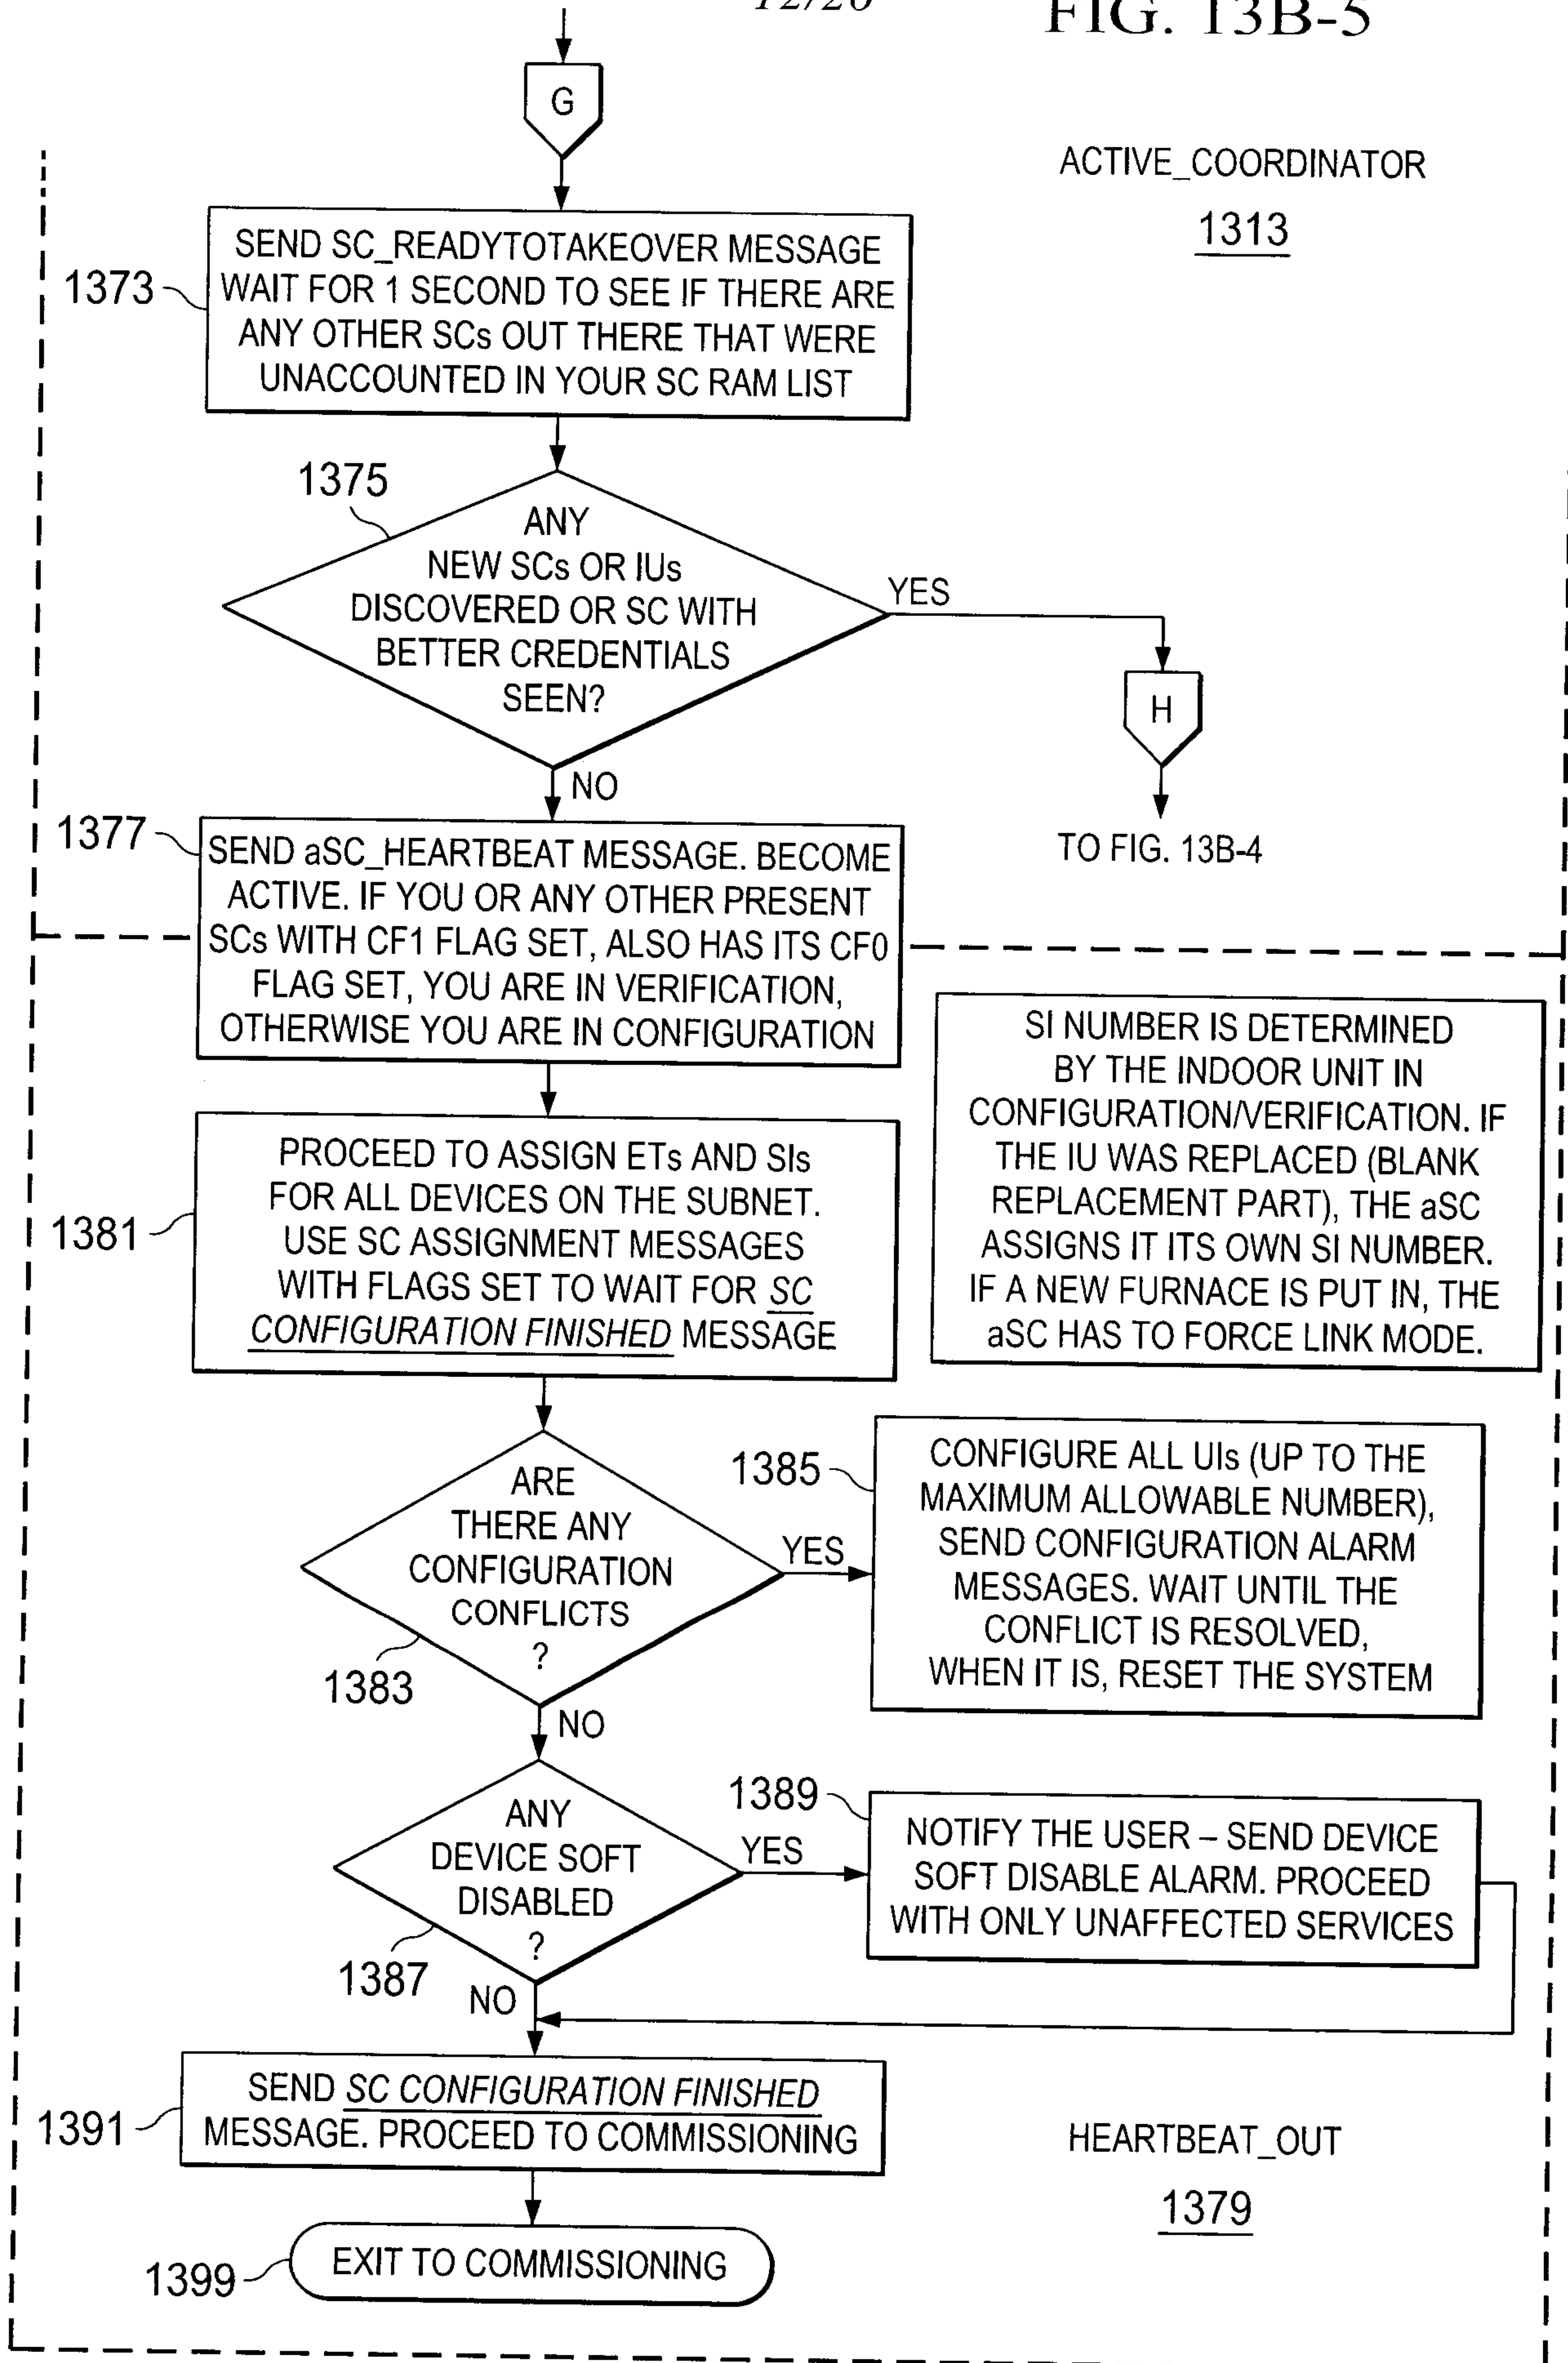 12/26
FIG. 13B-5
G
ACTIVE_COORDINATOR
1313
1373
SEND SC_READYTOTAKEOVER MESSAGE
WAIT FOR 1 SECOND TO SEE IF THERE ARE
ANY OTHER SCs OUT THERE THAT WERE
UNACCOUNTED IN YOUR SC RAM LIST
1375
ANY
NEW SCs OR IUs
DISCOVERED OR SC WITH
BETTER CREDENTIALS
SEEN?
YES
H
TO FIG. 13B-4
NO
1377
SEND aSC_HEARTBEAT MESSAGE. BECOME
ACTIVE. IF YOU OR ANY OTHER PRESENT
SCs WITH CF1 FLAG SET, ALSO HAS ITS CF0
FLAG SET, YOU ARE IN VERIFICATION,
OTHERWISE YOU ARE IN CONFIGURATION
SI NUMBER IS DETERMINED
BY THE INDOOR UNIT IN
CONFIGURATION/VERIFICATION. IF
THE IU WAS REPLACED (BLANK
REPLACEMENT PART), THE aSC
ASSIGNS IT ITS OWN SI NUMBER.
IF A NEW FURNACE IS PUT IN, THE
aSC HAS TO FORCE LINK MODE.
1381
PROCEED TO ASSIGN ETs AND SIs
FOR ALL DEVICES ON THE SUBNET.
USE SC ASSIGNMENT MESSAGES
WITH FLAGS SET TO WAIT FOR SC
CONFIGURATION FINISHED MESSAGE
ARE
THERE ANY
CONFIGURATION
CONFLICTS
?
1383
YES
1385
CONFIGURE ALL UIs (UP TO THE
MAXIMUM ALLOWABLE NUMBER),
SEND CONFIGURATION ALARM
MESSAGES. WAIT UNTIL THE
CONFLICT IS RESOLVED,
WHEN IT IS, RESET THE SYSTEM
NO
ANY
DEVICE SOFT
DISABLED
?
1387
YES
1389
NOTIFY THE USER – SEND DEVICE
SOFT DISABLE ALARM. PROCEED
WITH ONLY UNAFFECTED SERVICES
NO
1391
SEND SC CONFIGURATION FINISHED
MESSAGE. PROCEED TO COMMISSIONING
HEARTBEAT_OUT
1379
1399
EXIT TO COMMISSIONING